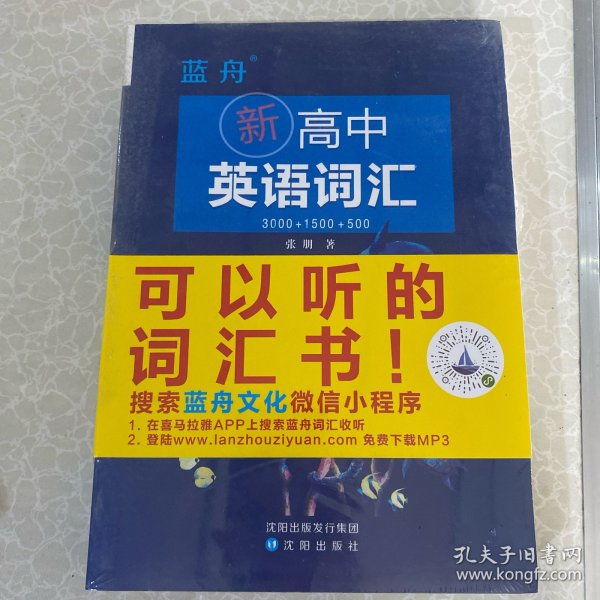 蓝舟®
新高中
英语词汇
3000+1500+500
张朋 著
可以听的
词汇书！
搜索蓝舟文化微信小程序
1. 在喜马拉雅APP上搜索蓝舟词汇收听
2. 登陆www.lanzhouziyuan.com 免费下载MP3
沈阳出版发行集团
沈阳出版社
孔夫子旧书网
www.kongfz.com